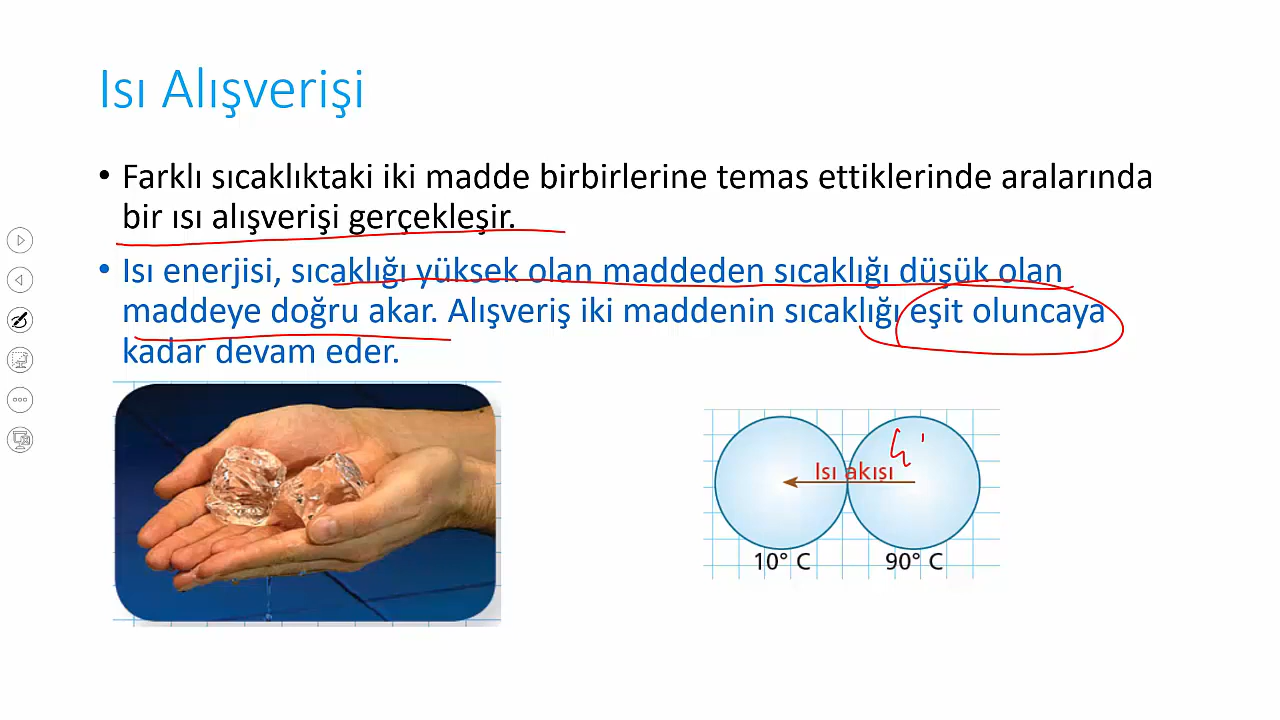 Isı Alışverişi
• Farklı sıcaklıktaki iki madde birbirlerine temas ettiklerinde aralarında
bir ısı alışverişi gerçekleşir.
• Isı enerjisi, sıcaklığı yüksek olan maddeden sıcaklığı düşük olan
maddeye doğru akar. Alışveriş iki maddenin sıcaklığı eşit oluncaya
kadar devam eder.
Isı akışı
10° C 90° C